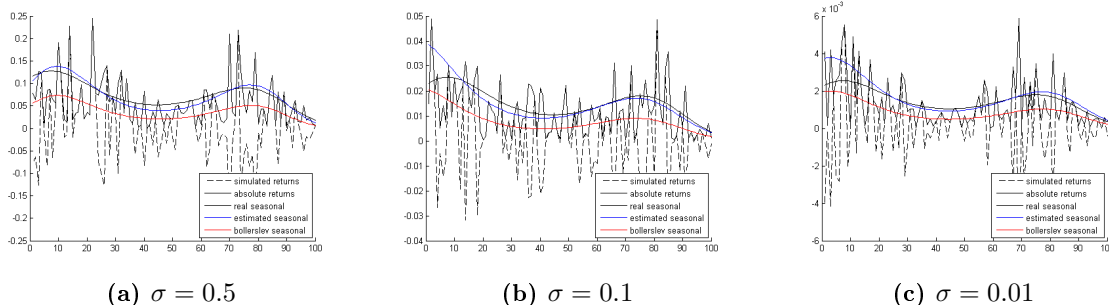 0.25
0.2
0.15
0.1
0.05
0
-0.05
-0.1
-0.15
-0.2
-0.25
0 10 20 30 40 50 60 70 80 90 100
simulated returns
absolute returns
real seasonal
estimated seasonal
bollerslev seasonal
(a) σ = 0.5
0.05
0.04
0.03
0.02
0.01
0
-0.01
-0.02
-0.03
-0.04
0 10 20 30 40 50 60 70 80 90 100
simulated returns
absolute returns
real seasonal
estimated seasonal
bollerslev seasonal
(b) σ = 0.1
x 10⁻³
6
4
2
0
-2
-4
-6
0 10 20 30 40 50 60 70 80 90 100
simulated returns
absolute returns
real seasonal
estimated seasonal
bollerslev seasonal
(c) σ = 0.01